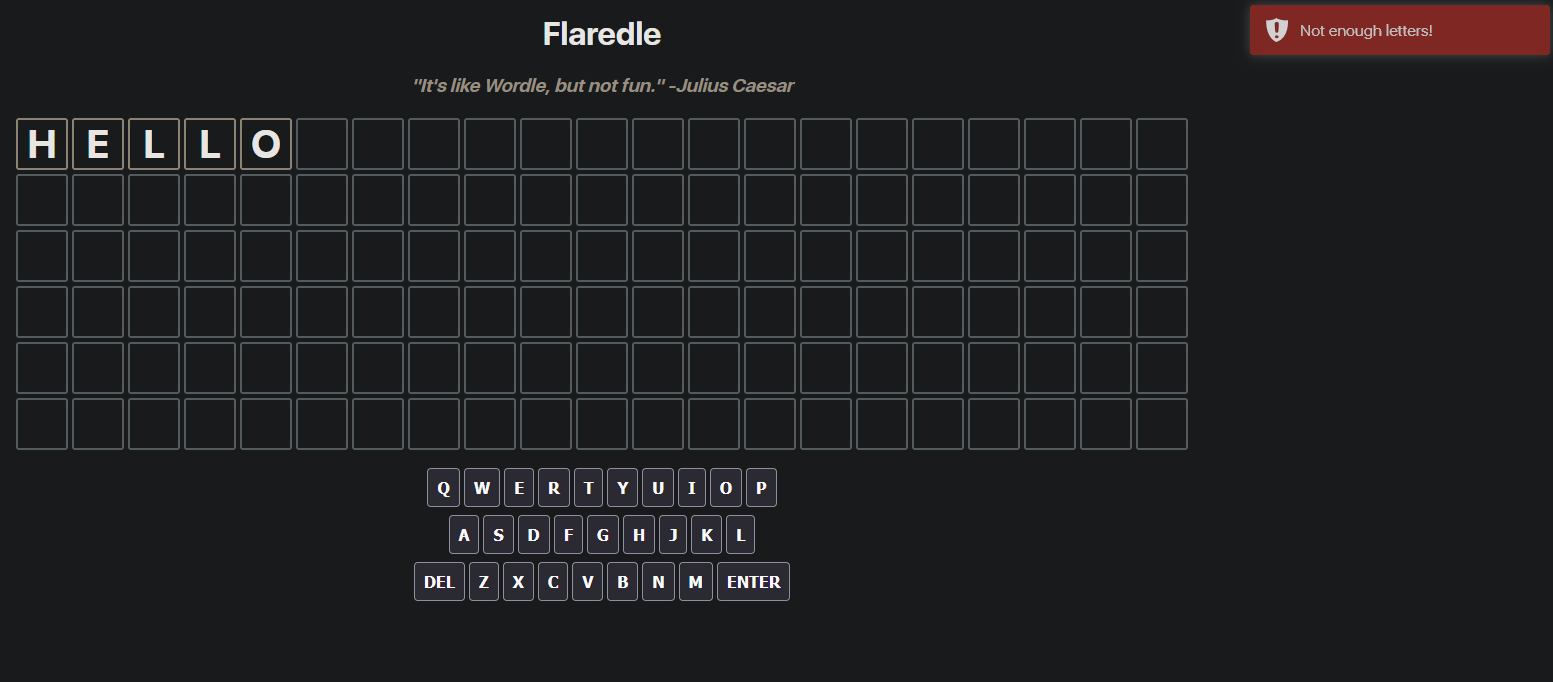 Flaredle
Not enough letters!
"It's like Wordle, but not fun." -Julius Caesar
H E L L O
Q W E R T Y U I O P
A S D F G H J K L
DEL Z X C V B N M ENTER